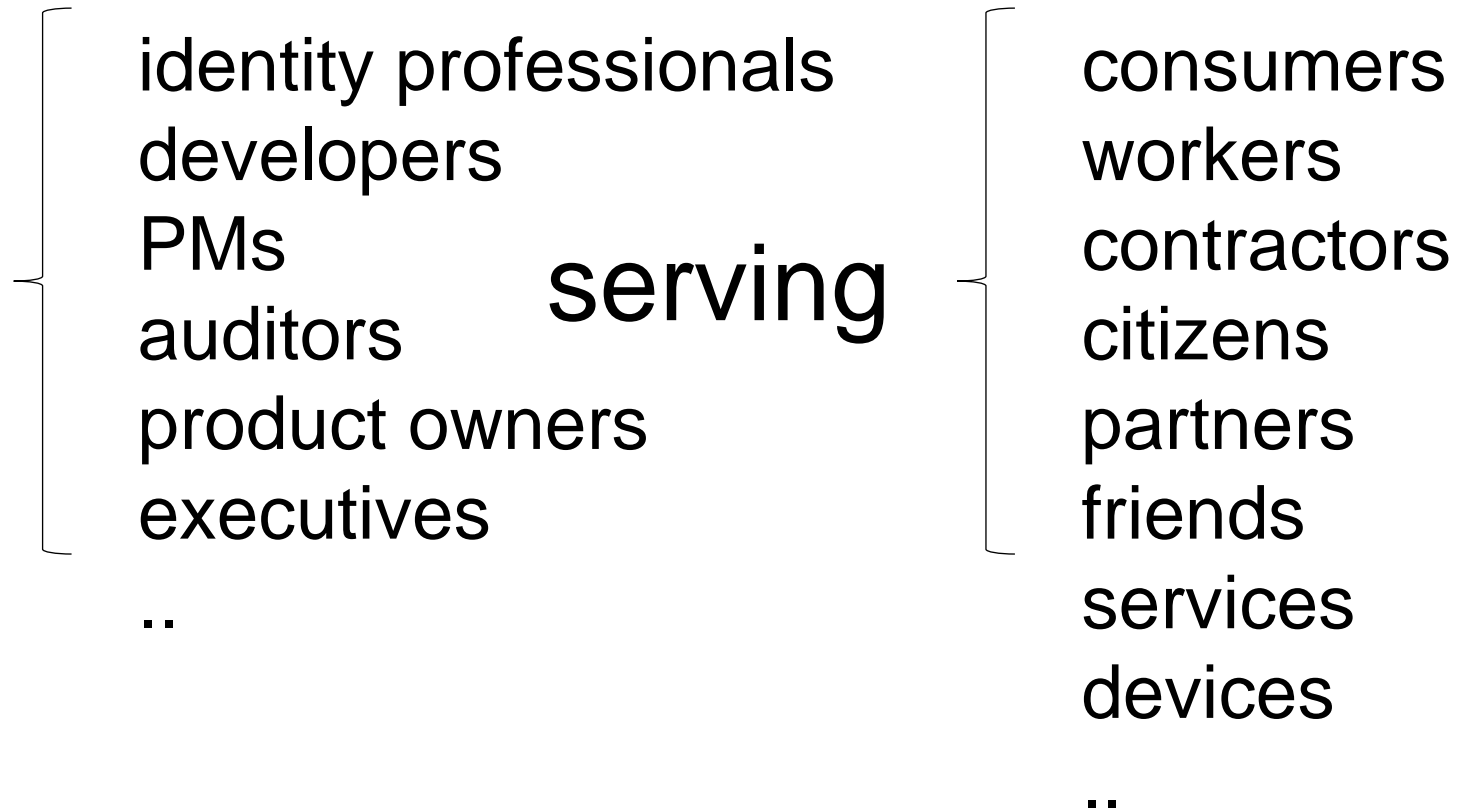 identity professionals
developers
PMs
auditors
product owners
executives
..
serving
consumers
workers
contractors
citizens
partners
friends
services
devices
..